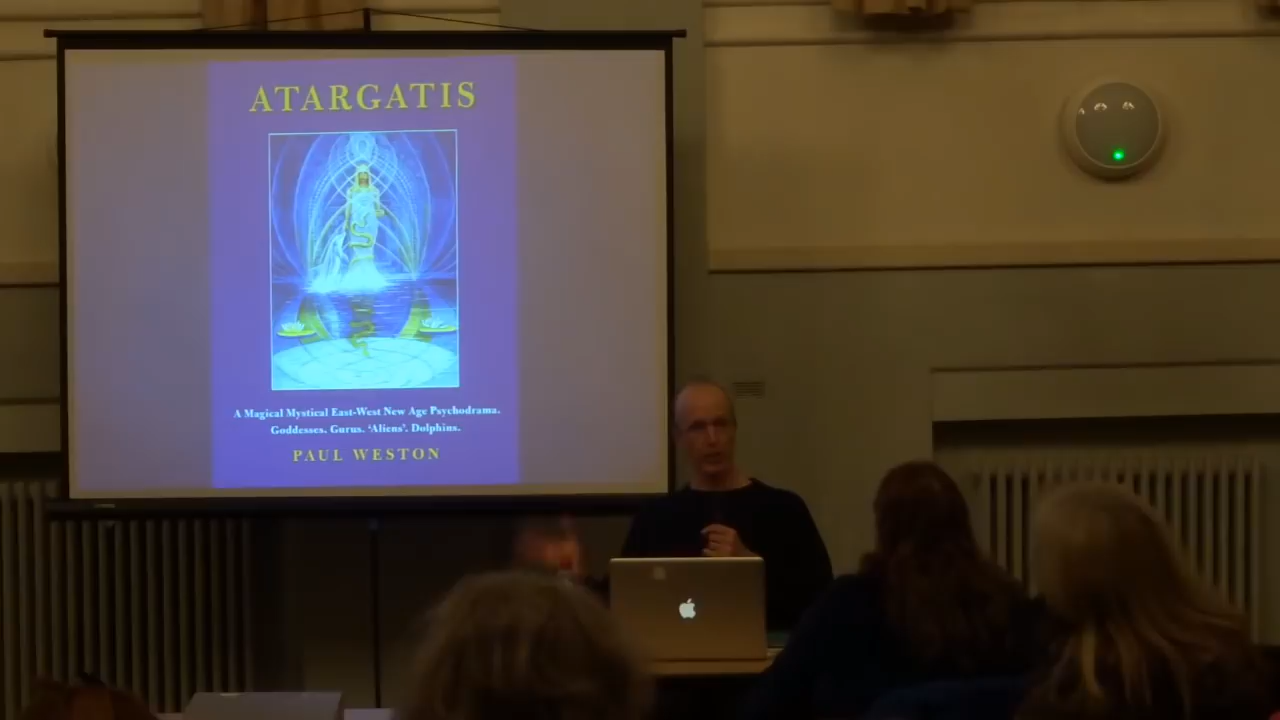 ATARGATIS
A Magical Mystical East-West New Age Psychodrama.
Goddesses. Gurus. ‘Aliens’. Dolphins.
PAUL WESTON